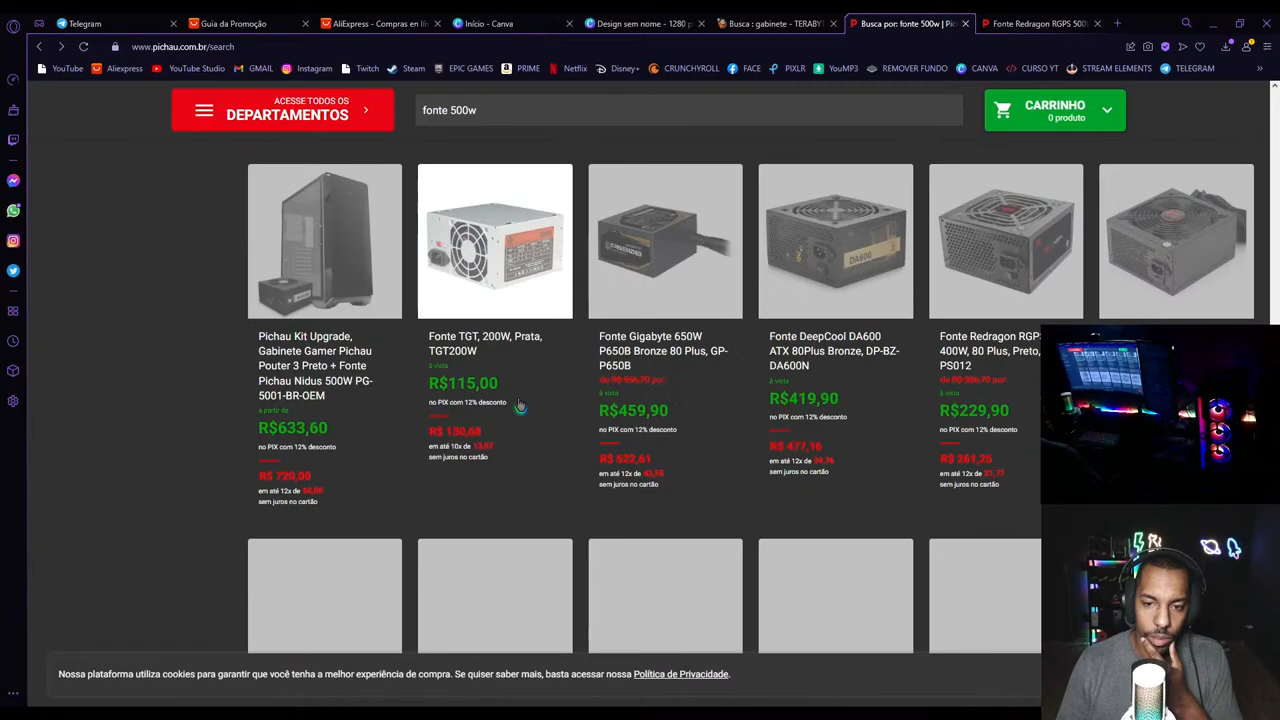 Telegram
Guia da Promoção
AliExpress - Compras en lín
Início - Canva
Design sem nome - 1280 p
Busca : gabinete - TERABYT
Busca por: fonte 500w | Pi
Fonte Redragon RGPS 500W
www.pichau.com.br/search
YouTube
Aliexpress
YouTube Studio
GMAIL
Instagram
Twitch
Steam
EPIC GAMES
PRIME
Netflix
Disney+
CRUNCHYROLL
FACE
PIXLR
YouMP3
REMOVER FUNDO
CANVA
CURSO YT
STREAM ELEMENTS
TELEGRAM
ACESSE TODOS OS
DEPARTAMENTOS
fonte 500w
CARRINHO
0 produto
DA600
Pichau Kit Upgrade,
Gabinete Gamer Pichau
Pouter 3 Preto + Fonte
Pichau Nidus 500W PG-
5001-BR-OEM
a partir de
R$633,60
no PIX com 12% desconto
R$ 720,00
em até 12x de 60,00
sem juros no cartão
Fonte TGT, 200W, Prata,
TGT200W
à vista
R$115,00
no PIX com 12% desconto
R$ 130,68
em até 10x de 13,07
sem juros no cartão
Fonte Gigabyte 650W
P650B Bronze 80 Plus, GP-
P650B
à vista
R$459,90
no PIX com 12% desconto
R$ 522,61
em até 12x de 43,55
sem juros no cartão
Fonte DeepCool DA600
ATX 80Plus Bronze, DP-BZ-
DA600N
à vista
R$419,90
no PIX com 12% desconto
R$ 477,16
em até 12x de 39,76
sem juros no cartão
Fonte Redragon RGP
400W, 80 Plus, Preto,
PS012
à vista
R$229,90
no PIX com 12% desconto
R$ 261,25
em até 12x de 21,77
sem juros no cartão
Nossa plataforma utiliza cookies para garantir que você tenha a melhor experiência de compra. Se quiser saber mais, basta acessar nossa Política de Privacidade.